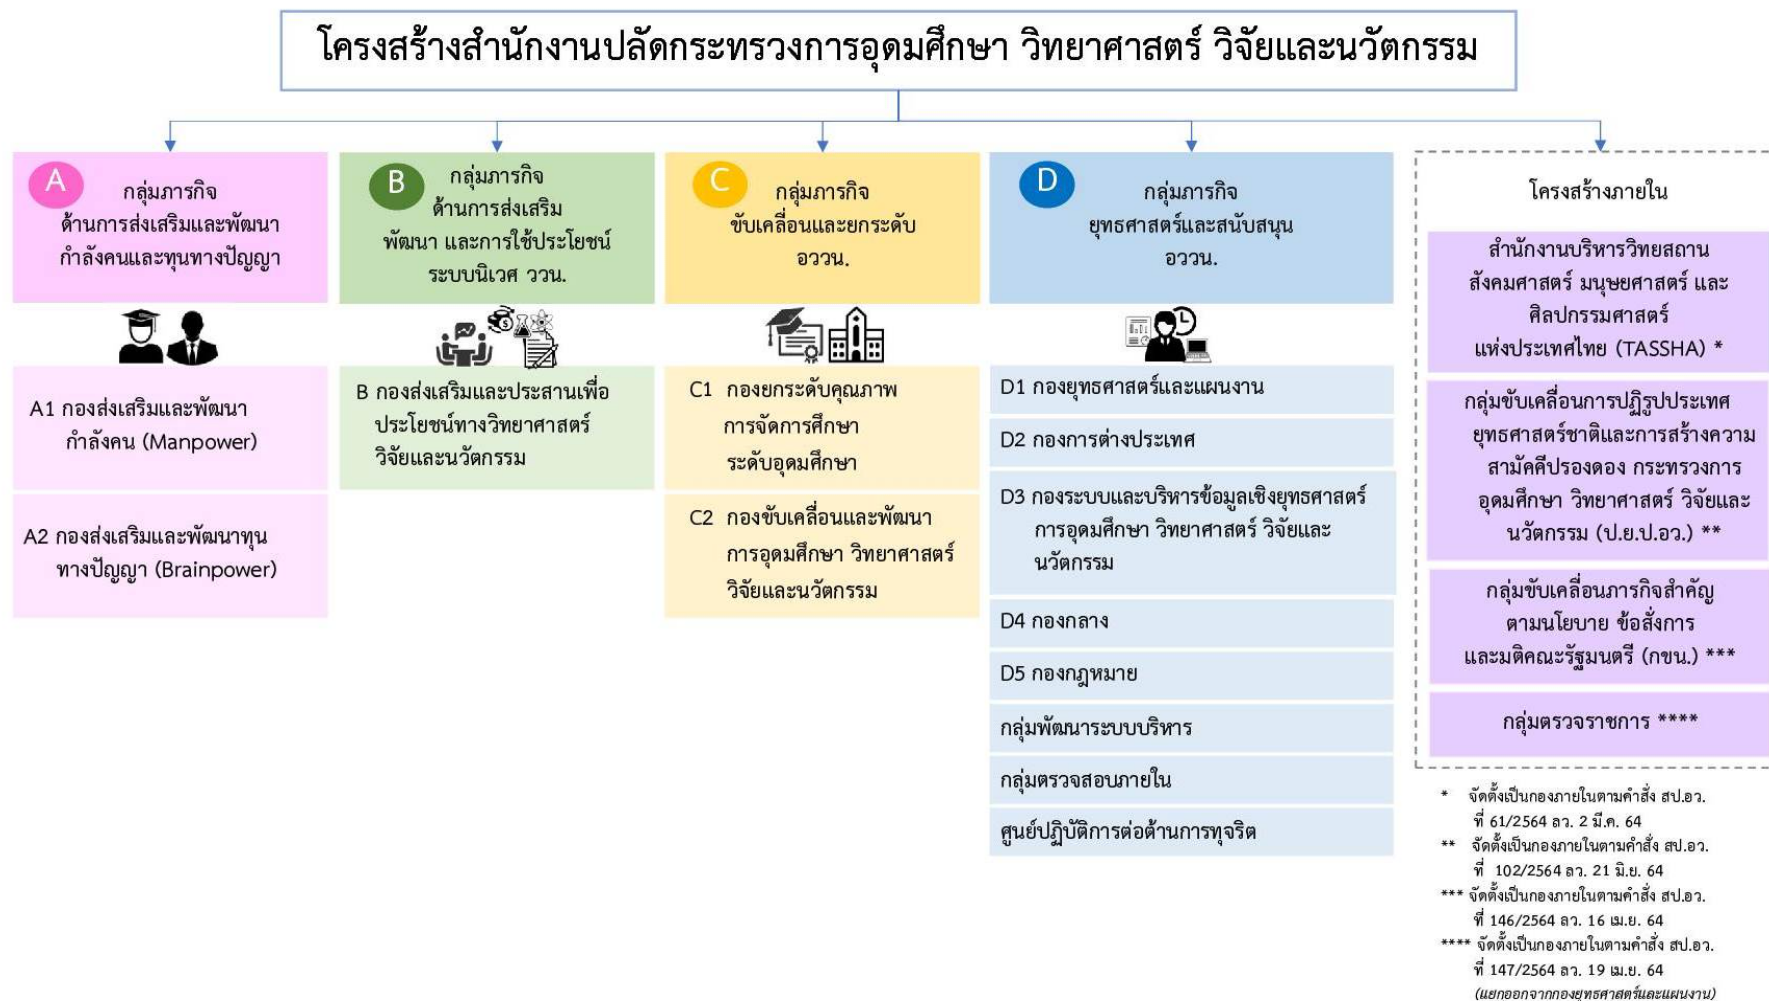 โครงสร้างสำนักงานปลัดกระทรวงการอุดมศึกษา วิทยาศาสตร์ วิจัยและนวัตกรรม
A
กลุ่มภารกิจ
ด้านการส่งเสริมและพัฒนา
กำลังคนและทุนทางปัญญา
A1 กองส่งเสริมและพัฒนา
กำลังคน (Manpower)
A2 กองส่งเสริมและพัฒนาทุน
ทางปัญญา (Brainpower)
B
กลุ่มภารกิจ
ด้านการส่งเสริม
พัฒนา และการใช้ประโยชน์
ระบบนิเวศ ววน.
B กองส่งเสริมและประสานเพื่อ
ประโยชน์ทางวิทยาศาสตร์
วิจัยและนวัตกรรม
C
กลุ่มภารกิจ
ขับเคลื่อนและยกระดับ
อววน.
C1 กองยกระดับคุณภาพ
การจัดการศึกษา
ระดับอุดมศึกษา
C2 กองขับเคลื่อนและพัฒนา
การอุดมศึกษา วิทยาศาสตร์
วิจัยและนวัตกรรม
D
กลุ่มภารกิจ
ยุทธศาสตร์และสนับสนุน
อววน.
D1 กองยุทธศาสตร์และแผนงาน
D2 กองการต่างประเทศ
D3 กองระบบและบริหารข้อมูลเชิงยุทธศาสตร์
การอุดมศึกษา วิทยาศาสตร์ วิจัยและ
นวัตกรรม
D4 กองกลาง
D5 กองกฎหมาย
กลุ่มพัฒนาระบบบริหาร
กลุ่มตรวจสอบภายใน
ศูนย์ปฏิบัติการต่อต้านการทุจริต
โครงสร้างภายใน
สำนักงานบริหารวิทยสถาน
สังคมศาสตร์ มนุษยศาสตร์ และ
ศิลปกรรมศาสตร์
แห่งประเทศไทย (TASSHA) *
กลุ่มขับเคลื่อนการปฏิรูปประเทศ
ยุทธศาสตร์ชาติและการสร้างความ
สามัคคีปรองดอง กระทรวงการ
อุดมศึกษา วิทยาศาสตร์ วิจัยและ
นวัตกรรม (ป.ย.ป.อว.) **
กลุ่มขับเคลื่อนภารกิจสำคัญ
ตามนโยบาย ข้อสั่งการ
และมติคณะรัฐมนตรี (กขน.) ***
กลุ่มตรวจราชการ ****
* จัดตั้งเป็นกองภายในตามคำสั่ง สป.อว.
ที่ 61/2564 ลว. 2 มี.ค. 64
** จัดตั้งเป็นกองภายในตามคำสั่ง สป.อว.
ที่ 102/2564 ลว. 21 มิ.ย. 64
*** จัดตั้งเป็นกองภายในตามคำสั่ง สป.อว.
ที่ 146/2564 ลว. 16 เม.ย. 64
**** จัดตั้งเป็นกองภายในตามคำสั่ง สป.อว.
ที่ 147/2564 ลว. 19 เม.ย. 64
(แยกออกจากกองยุทธศาสตร์และแผนงาน)